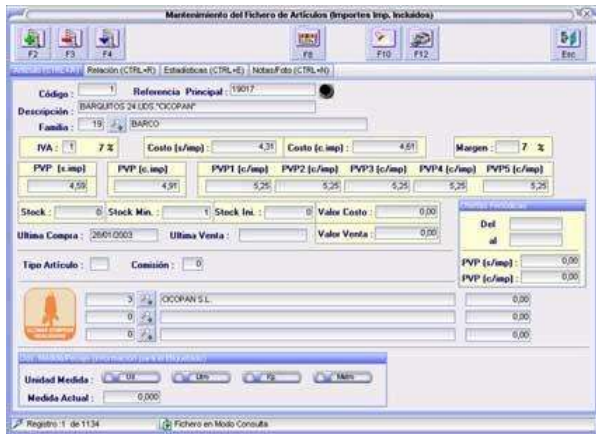 Mantenimiento del Fichero de Artículos (Importes Imp. Incluidos)
F2 F3 F4 F8 F10 F12 Esc
Relación (CTRL+R) Estadísticas (CTRL+E) Notas/Foto (CTRL+N)
Código : 1 Referencia Principal : 19017
Descripción : BARQUITOS 24 UDS."CICOPAN"
Familia : 19 BARCO
IVA : 1 7 % Costo (s/imp) : 4,31 Costo (c.imp) : 4,61 Margen : 7 %
PVP (s.imp) PVP (c.imp) PVP1 (c/imp) PVP2 (c/imp) PVP3 (c/imp) PVP4 (c/imp) PVP5 (c/imp)
4,59 4,91 5,25 5,25 5,25 5,25 5,25
Stock : 0 Stock Min. : 1 Stock Ini. : 0 Valor Costo : 0,00
Ultima Compra : 28/01/2003 Ultima Venta : Valor Venta : 0,00
Del
al
Tipo Artículo : Comisión : 0
PVP (s/imp) : 0,00
PVP (c/imp) : 0,00
3 CICOPAN S.L. 0,00
0 0,00
0 0,00
Unidad Medida : Ud Litro Kg Metro
Medida Actual : 0,000
Registro :1 de 1134 Fichero en Modo Consulta